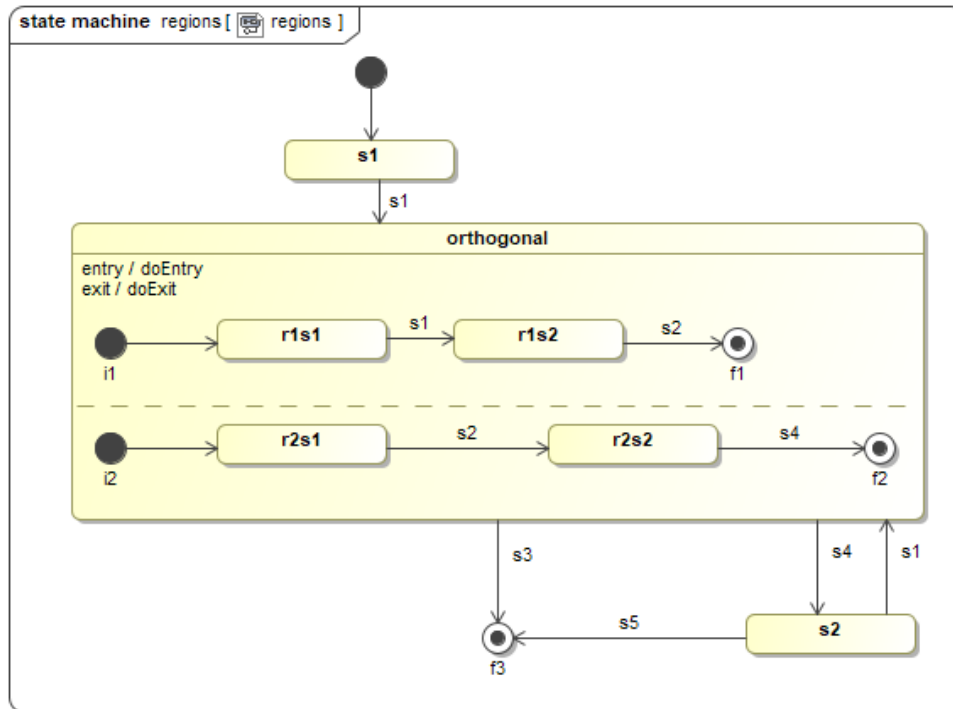 state machine regions [ regions ]
s1
s1
orthogonal
entry / doEntry
exit / doExit
r1s1 s1 r1s2 s2
i1 f1
r2s1 s2 r2s2 s4
i2 f2
s3 s4 s1
s5 s2
f3